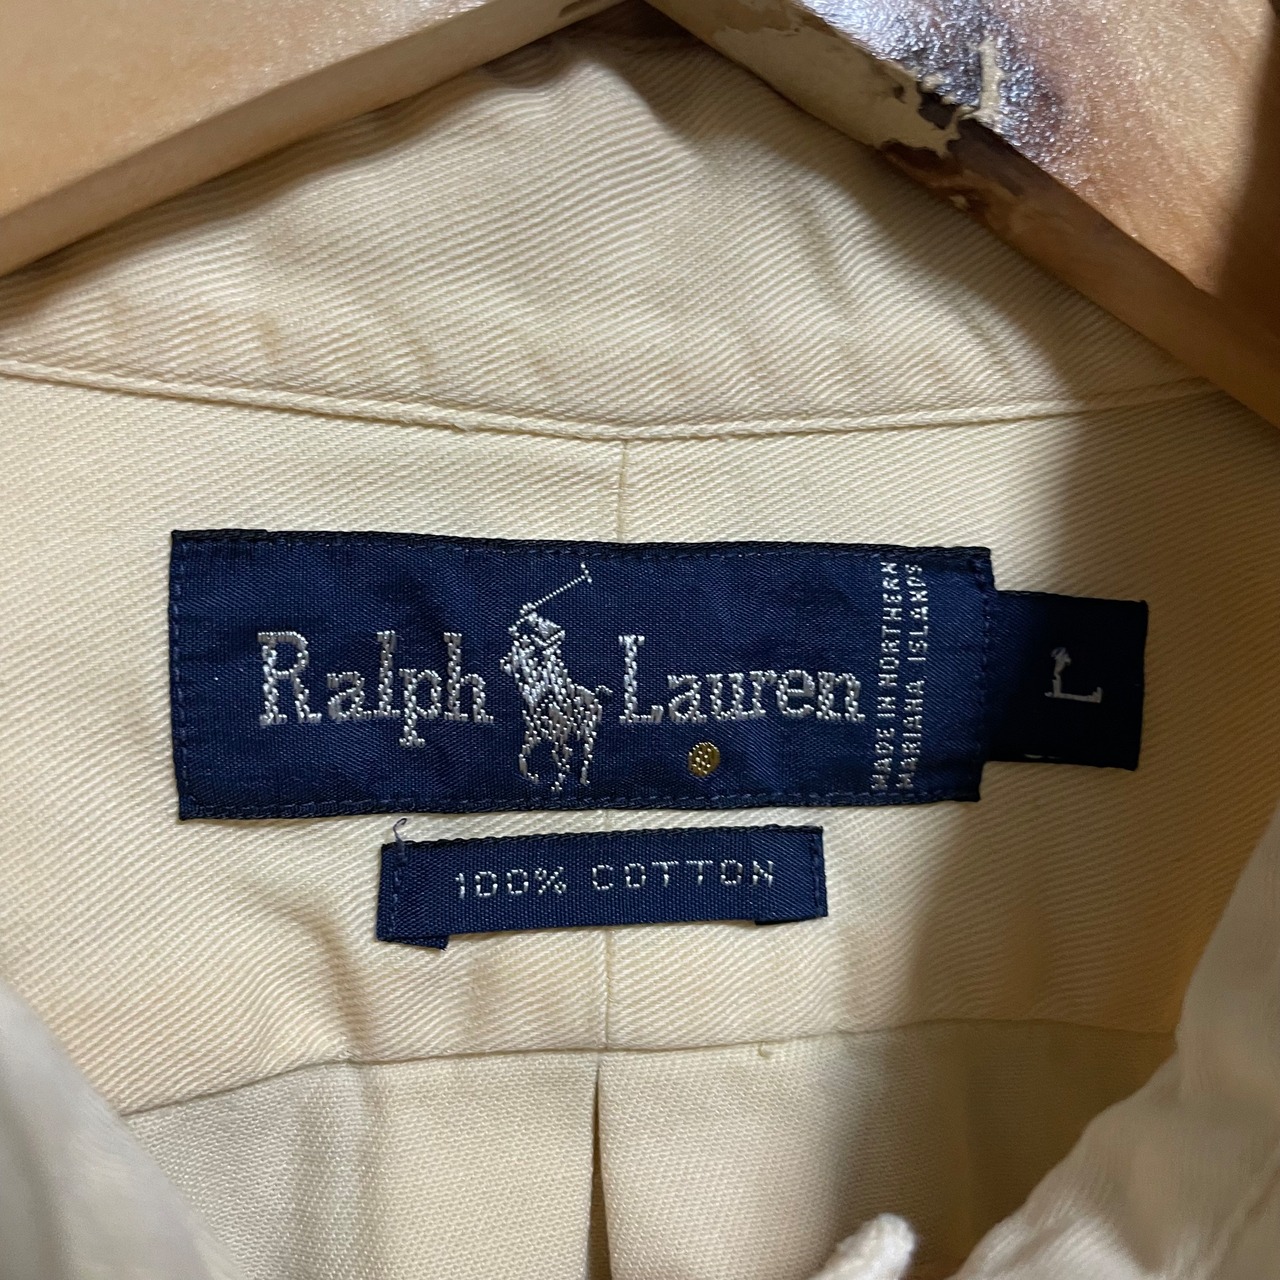 Ralph Lauren
MADE IN NORTHERN
MARIANA ISLANDS
L
100% COTTON